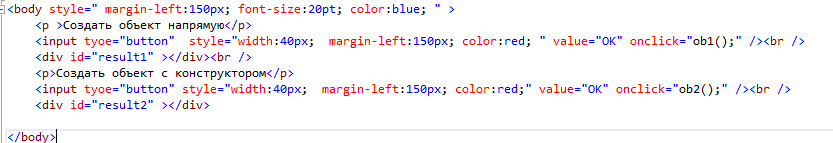 <body style=" margin-left:150px; font-size:20pt; color:blue; " >
<p >Создать объект напрямую</p>
<input tyoe="button"  style="width:40px;  margin-left:150px; color:red; " value="OK" onclick="ob1();" /><br />
<div id="result1" ></div><br />
<p>Создать объект с конструктором</p>
<input tyoe="button" style="width:40px;  margin-left:150px; color:red;" value="OK" onclick="ob2();" /><br />
<div id="result2" ></div>
</body>